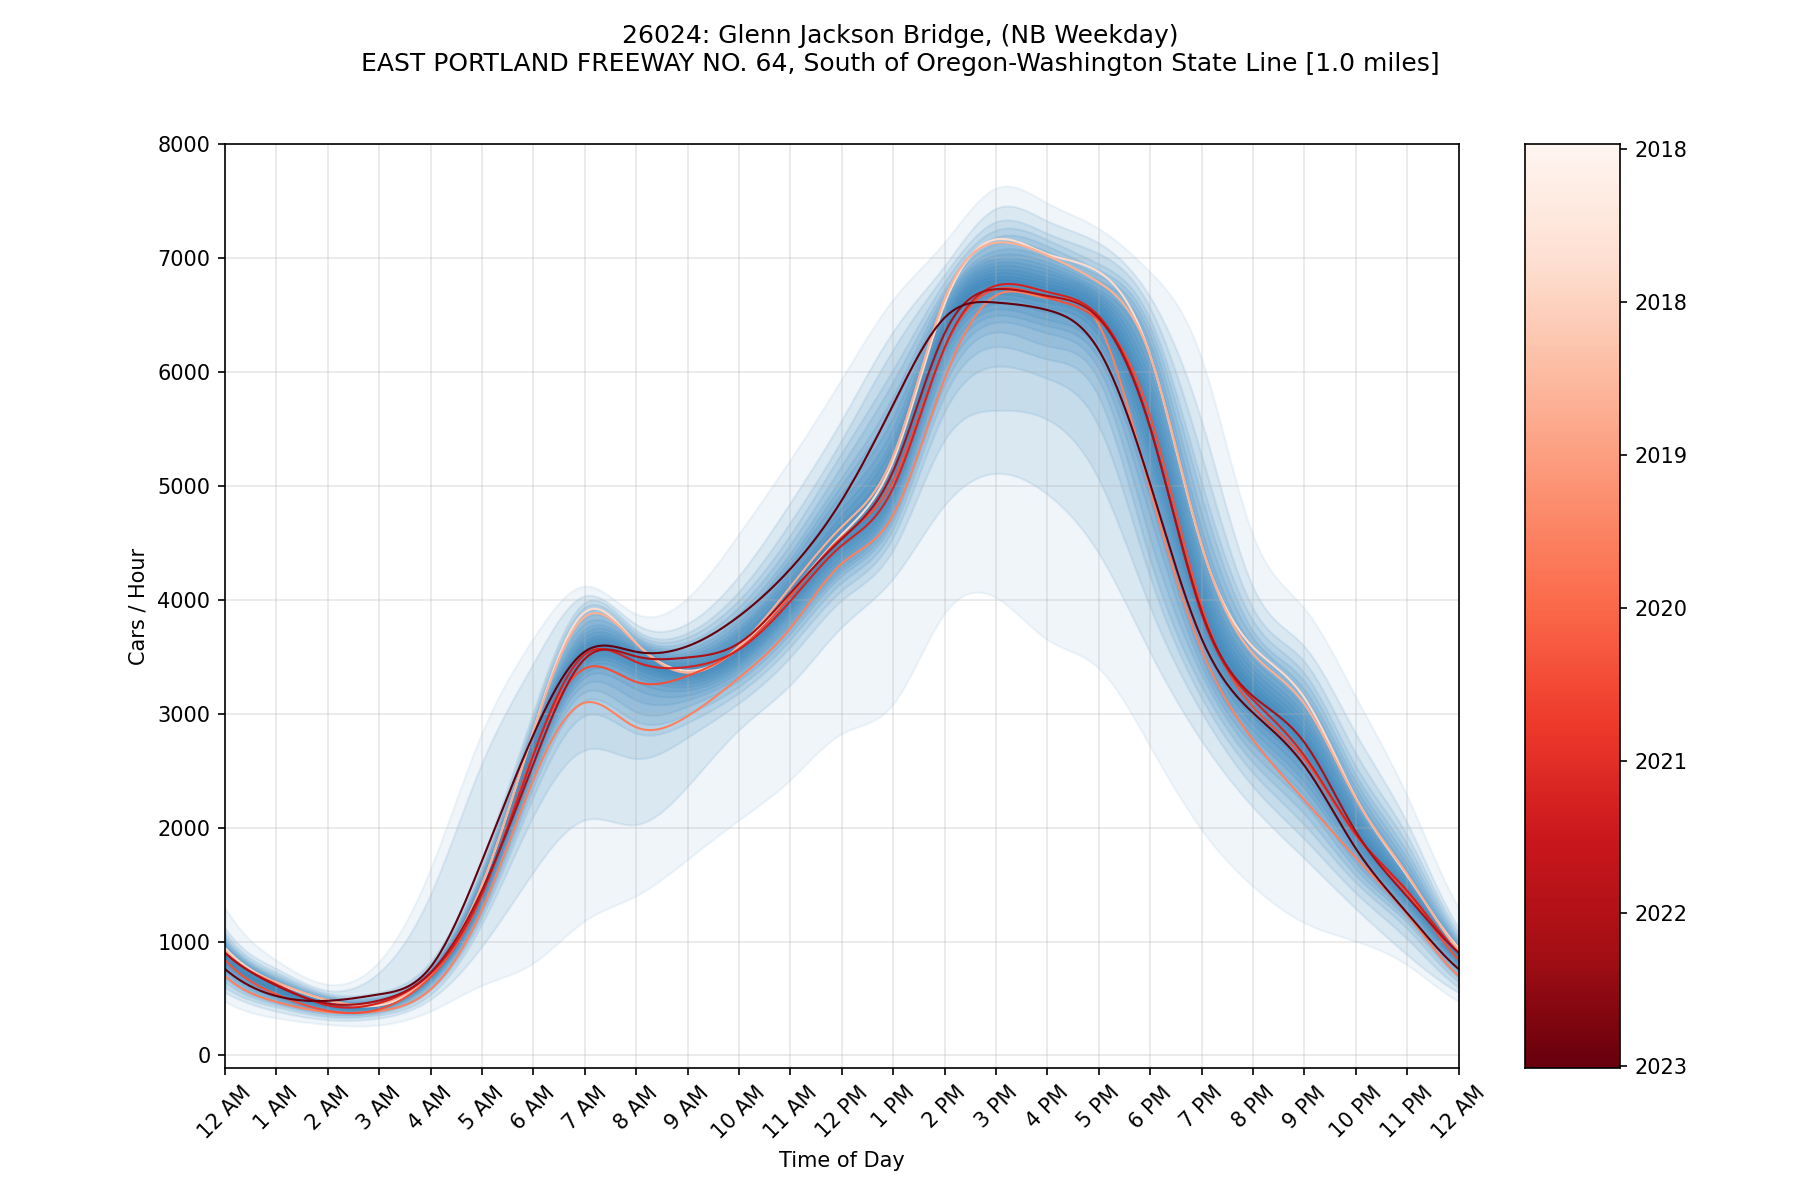 26024: Glenn Jackson Bridge, (NB Weekday)
EAST PORTLAND FREEWAY NO. 64, South of Oregon-Washington State Line [1.0 miles]
8000
7000
6000
5000
4000
3000
2000
1000
0
Cars / Hour
12 AM
1 AM
2 AM
3 AM
4 AM
5 AM
6 AM
7 AM
8 AM
9 AM
10 AM
11 AM
12 PM
1 PM
2 PM
3 PM
4 PM
5 PM
6 PM
7 PM
8 PM
9 PM
10 PM
11 PM
12 AM
Time of Day
2018
2018
2019
2020
2021
2022
2023